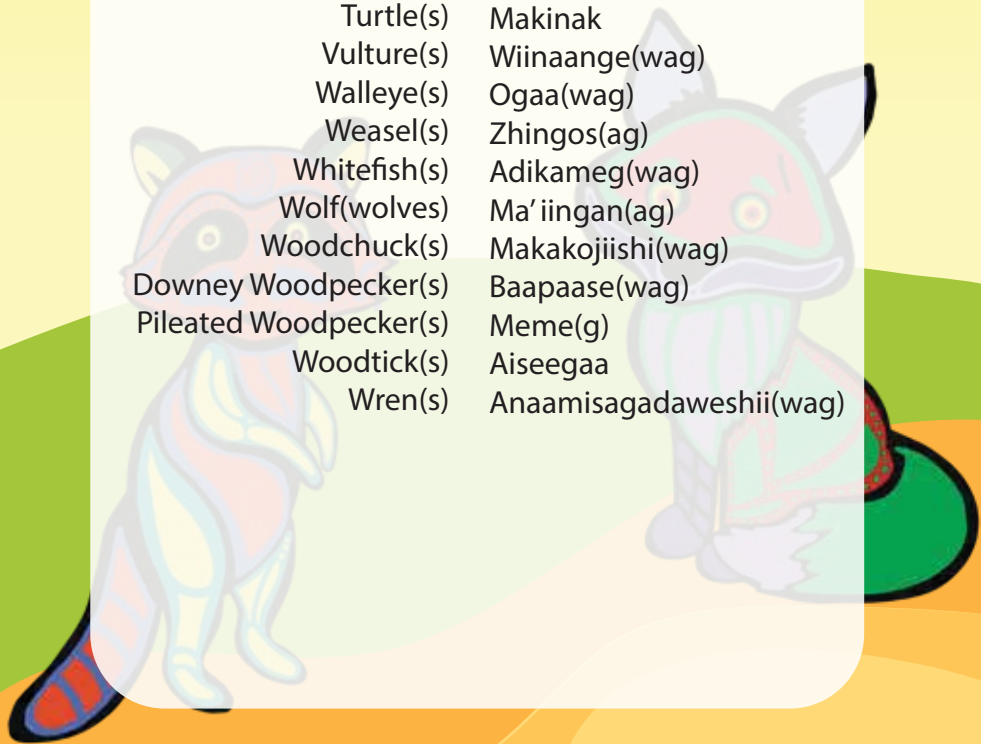 Turtle(s) Makinak
Vulture(s) Wiinaange(wag)
Walleye(s) Ogaa(wag)
Weasel(s) Zhingos(ag)
Whitefish(s) Adikameg(wag)
Wolf(wolves) Ma’iingan(ag)
Woodchuck(s) Makakojiishi(wag)
Downey Woodpecker(s) Baapaase(wag)
Pileated Woodpecker(s) Meme(g)
Woodtick(s) Aiseegaa
Wren(s) Anaamisagadaweshii(wag)